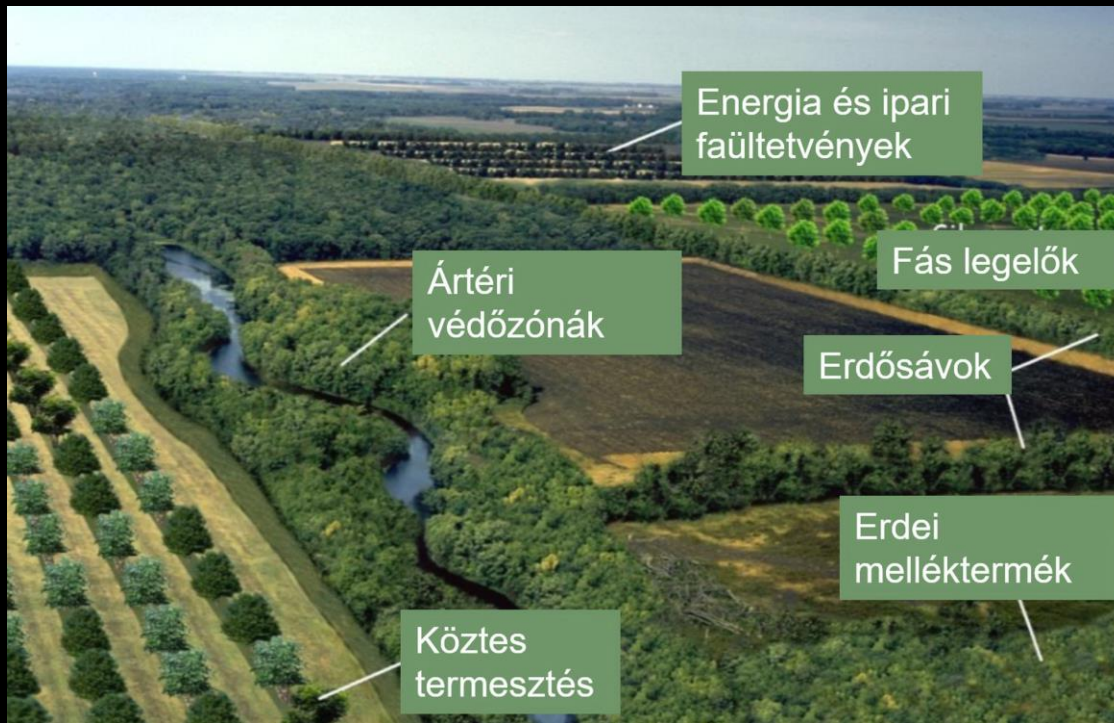 Energia és ipari
faültetvények
Fás legelők
Ártéri
védőzónák
Erdősávok
Erdei
melléktermék
Köztes
termesztés